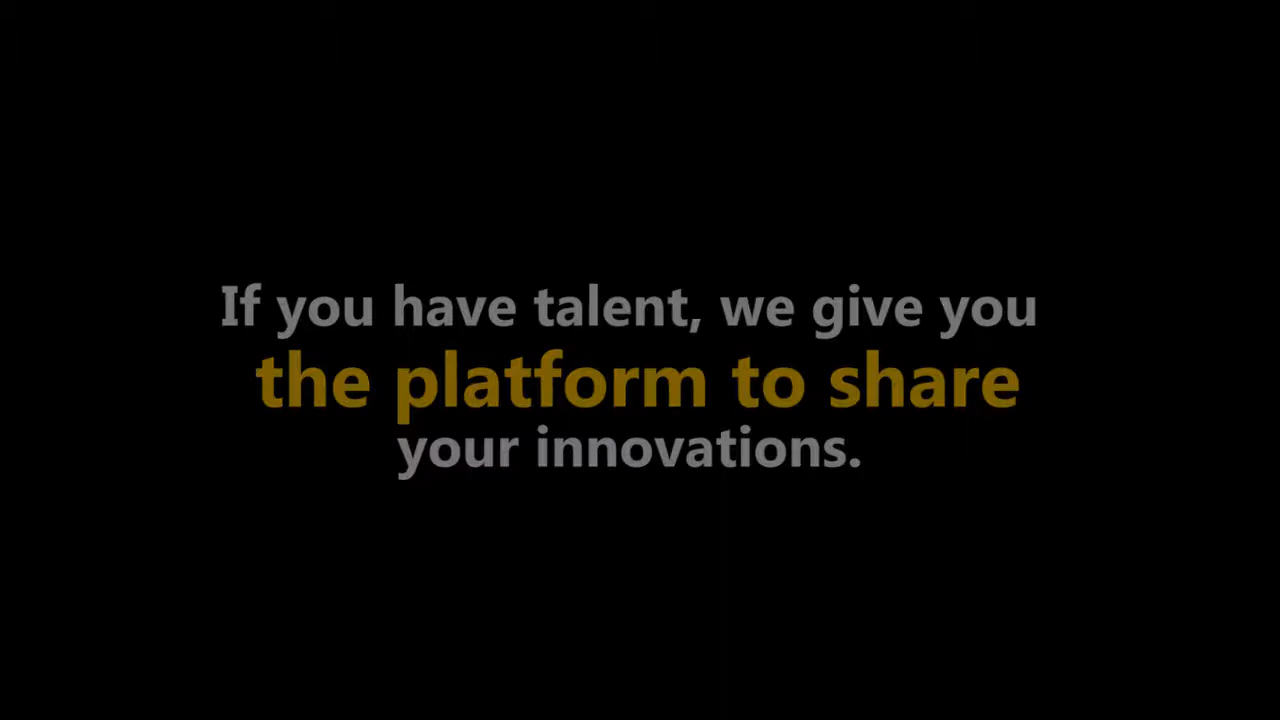 If you have talent, we give you
the platform to share
your innovations.